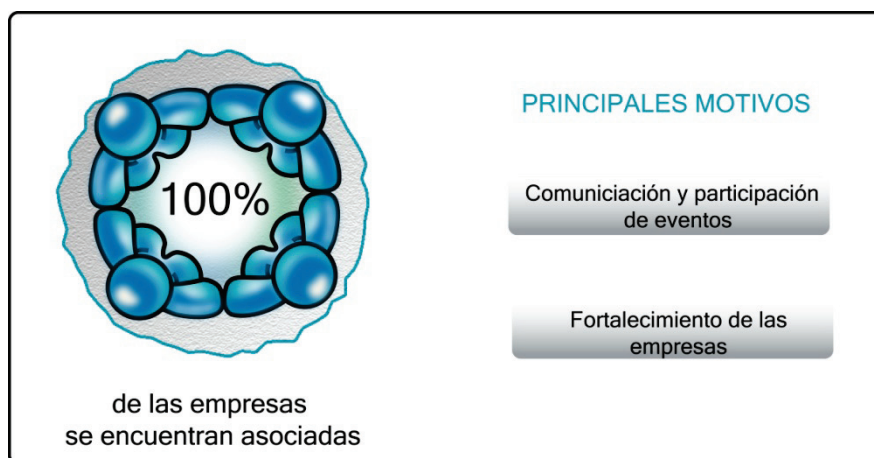 100%
de las empresas
se encuentran asociadas
PRINCIPALES MOTIVOS
Comuniciación y participación
de eventos
Fortalecimiento de las
empresas